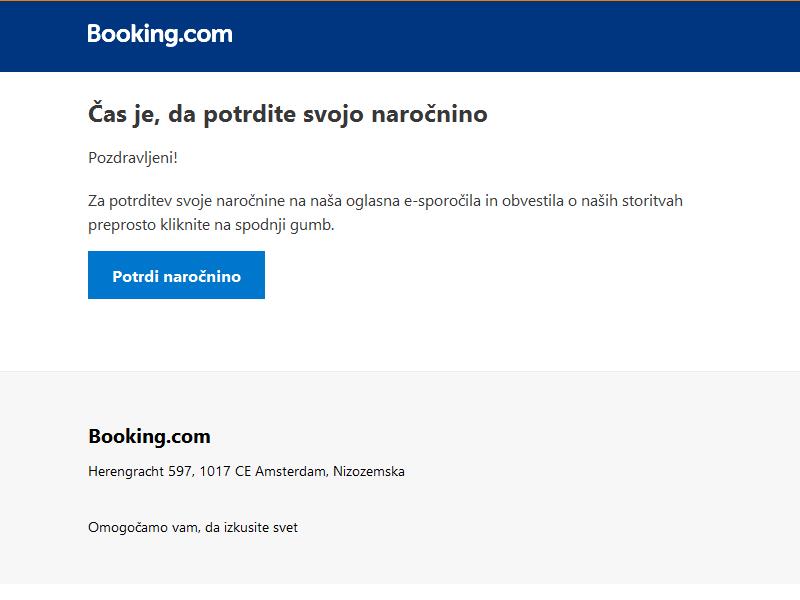 Booking.com
Čas je, da potrdite svojo naročnino
Pozdravljeni!
Za potrditev svoje naročnine na naša oglasna e-sporočila in obvestila o naših storitvah
preprosto kliknite na spodnji gumb.
Potrdi naročnino
Booking.com
Herengracht 597, 1017 CE Amsterdam, Nizozemska
Omogočamo vam, da izkusite svet